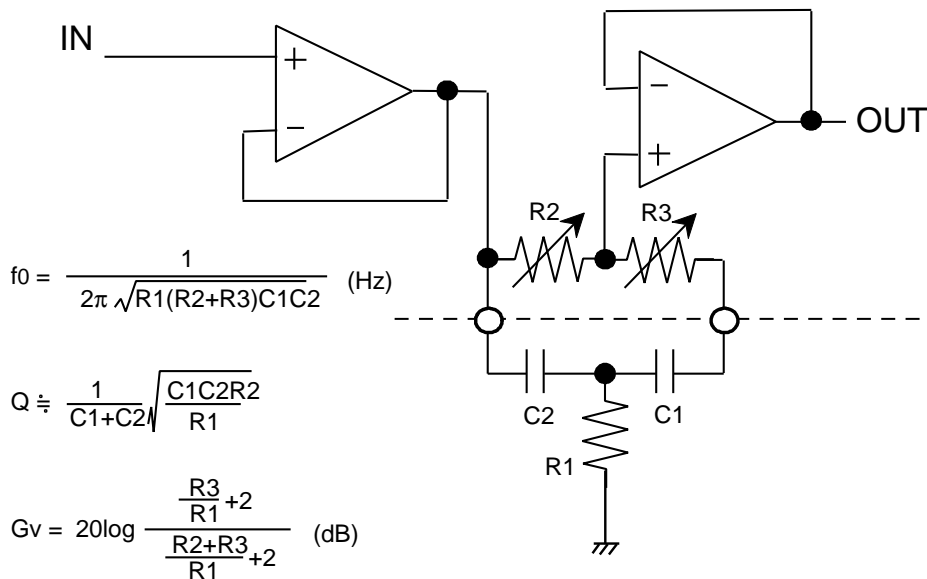 IN
+
−
−
+
OUT
R2
R3
f0 = 1 / 2π √R1(R2+R3)C1C2 (Hz)
C2
C1
R1
Q ≒ 1 / C1+C2 √C1C2R2 / R1
Gv = 20log R3/R1 +2 / R2+R3/R1 +2 (dB)